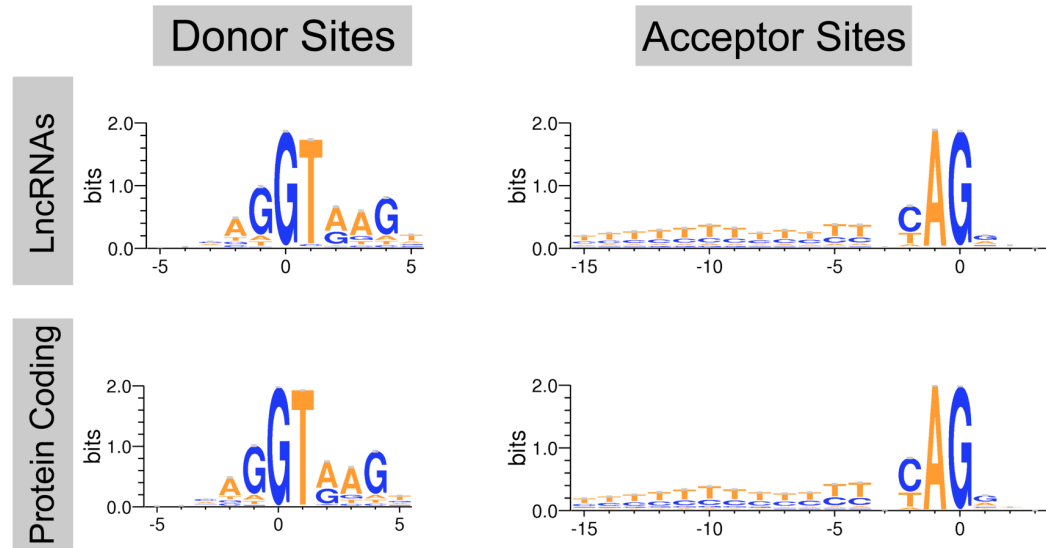 Donor Sites
Acceptor Sites
LncRNAs
bits
2.0
1.0
0.0
A G G T A A G
-5 0 5
bits
2.0
1.0
0.0
T T T T T T T T T T T T C A G
-15 -10 -5 0
Protein Coding
bits
2.0
1.0
0.0
A G G T A A G
-5 0 5
bits
2.0
1.0
0.0
T T T T T T T T T T T T C A G
-15 -10 -5 0